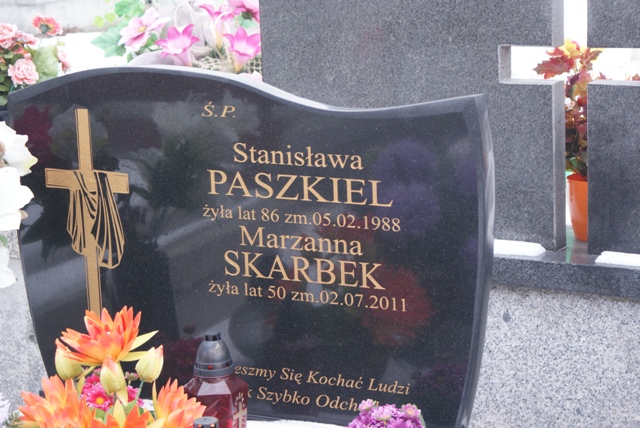 Ś.P.
Stanisława
PASZKIEL
żyła lat 86 zm.05.02.1988
Marzanna
SKARBEK
żyła lat 50 zm.02.07.2011
Się Kochać Ludzi
Szybko